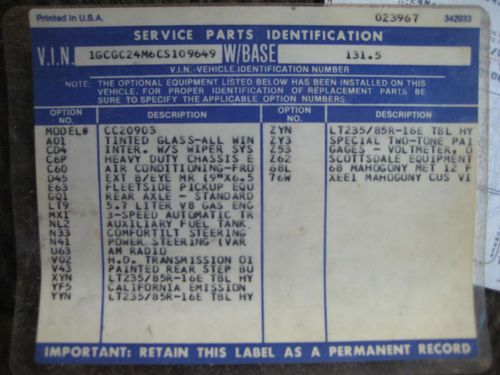 Printed in U.S.A. 023967 342933
SERVICE PARTS IDENTIFICATION
V.I.N. 1GCGC24M6CS109649 W/BASE 131.5
V.I.N.-VEHICLE IDENTIFICATION NUMBER
NOTE: THE OPTIONAL EQUIPMENT LISTED BELOW HAS BEEN INSTALLED ON THIS
VEHICLE. FOR PROPER IDENTIFICATION OF REPLACEMENT PARTS BE
SURE TO SPECIFY THE APPLICABLE OPTION NUMBERS.
OPTION NO. DESCRIPTION OPTION NO. DESCRIPTION
MODEL# CC20903 ZYN LT235/85R-16E TBL HY
A01 TINTED GLASS-ALL WIN ZY3 SPECIAL TWO-TONE PAI
CD4 INTER. W/S WIPER SYS Z53 GAGES - VOLTMETER, O
C6P HEAVY DUTY CHASSIS E Z62 SCOTTSDALE EQUIPMENT
C60 AIR CONDITIONING-FRO 68L 68 MAHOGONY MET 12 F
D45 EXT B/EYE MR (9"X6.5 76W XEE1 MAHOGONY CUS VI
E63 FLEETSIDE PICKUP EQU
GQ1 REAR AXLE - STANDARD
LT9 5.7 LITER V8 GAS ENG
MX1 3-SPEED AUTOMATIC TR
NL2 AUXILIARY FUEL TANK
N33 COMFORTILT STEERING
N41 POWER STEERING (VAR
U63 AM RADIO
V02 H.D. TRANSMISSION OI
V43 PAINTED REAR STEP BU
XYN LT235/85R-16E TBL HY
YF5 CALIFORNIA EMISSION
YYN LT235/85R-16E TBL HY
IMPORTANT: RETAIN THIS LABEL AS A PERMANENT RECORD